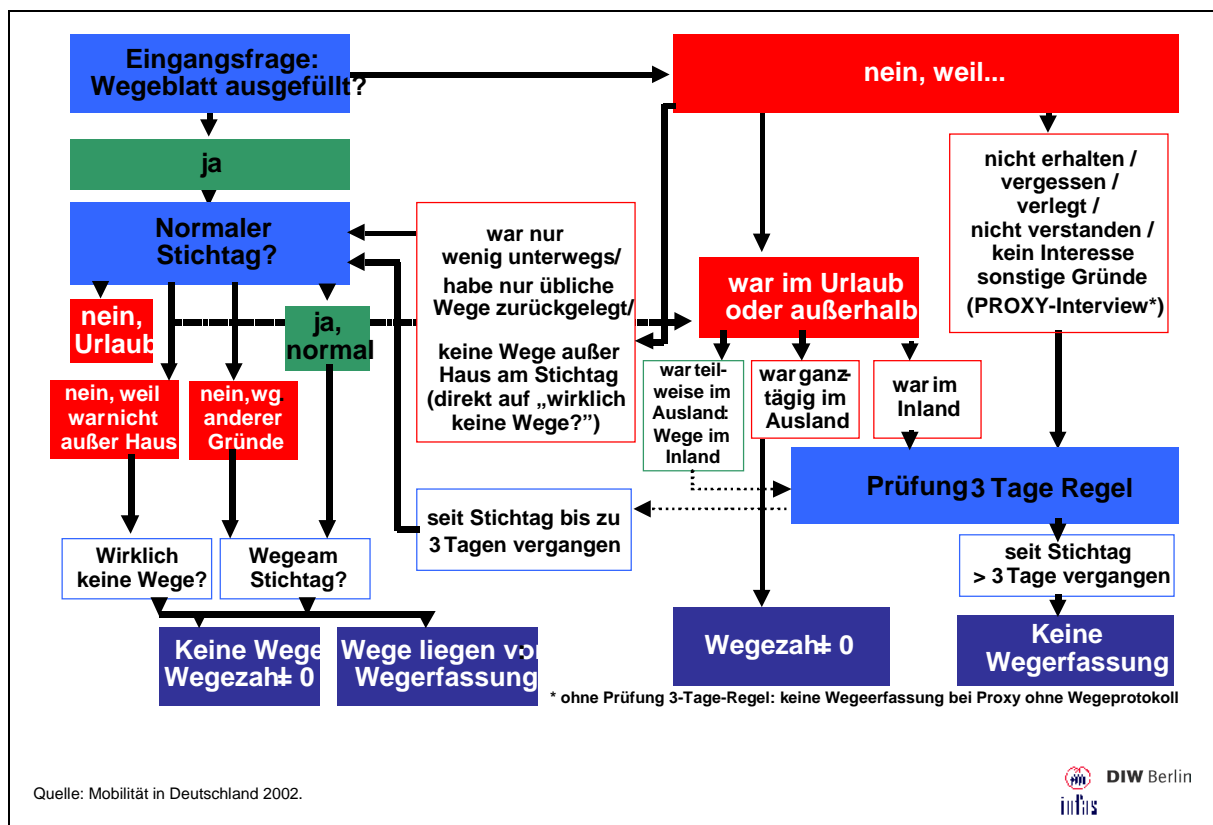 Eingangsfrage:
Wegeblatt ausgefüllt?
nein, weil...
ja
nicht erhalten /
vergessen /
verlegt /
nicht verstanden /
kein Interesse
sonstige Gründe
(PROXY-Interview*)
Normaler
Stichtag?
war nur
wenig unterwegs/
habe nur übliche
Wege zurückgelegt/
keine Wege außer
Haus am Stichtag
(direkt auf „wirklich
keine Wege?")
war im Urlaub
oder außerhalb
nein,
Urlaub
ja,
normal
nein, weil
war nicht
außer Haus
nein, wg.
anderer
Gründe
war teil-
weise im
Ausland:
Wege im
Inland
war ganz-
tägig im
Ausland
war im
Inland
Prüfung 3 Tage Regel
seit Stichtag bis zu
3 Tagen vergangen
Wirklich
keine Wege?
Wege am
Stichtag?
seit Stichtag
> 3 Tage vergangen
Keine Wege
Wegezahl = 0
Wege liegen vor:
Wegerfassung
Wegezahl = 0
Keine
Wegerfassung
* ohne Prüfung 3-Tage-Regel: keine Wegeerfassung bei Proxy ohne Wegeprotokoll
Quelle: Mobilität in Deutschland 2002.
infas
DIW Berlin